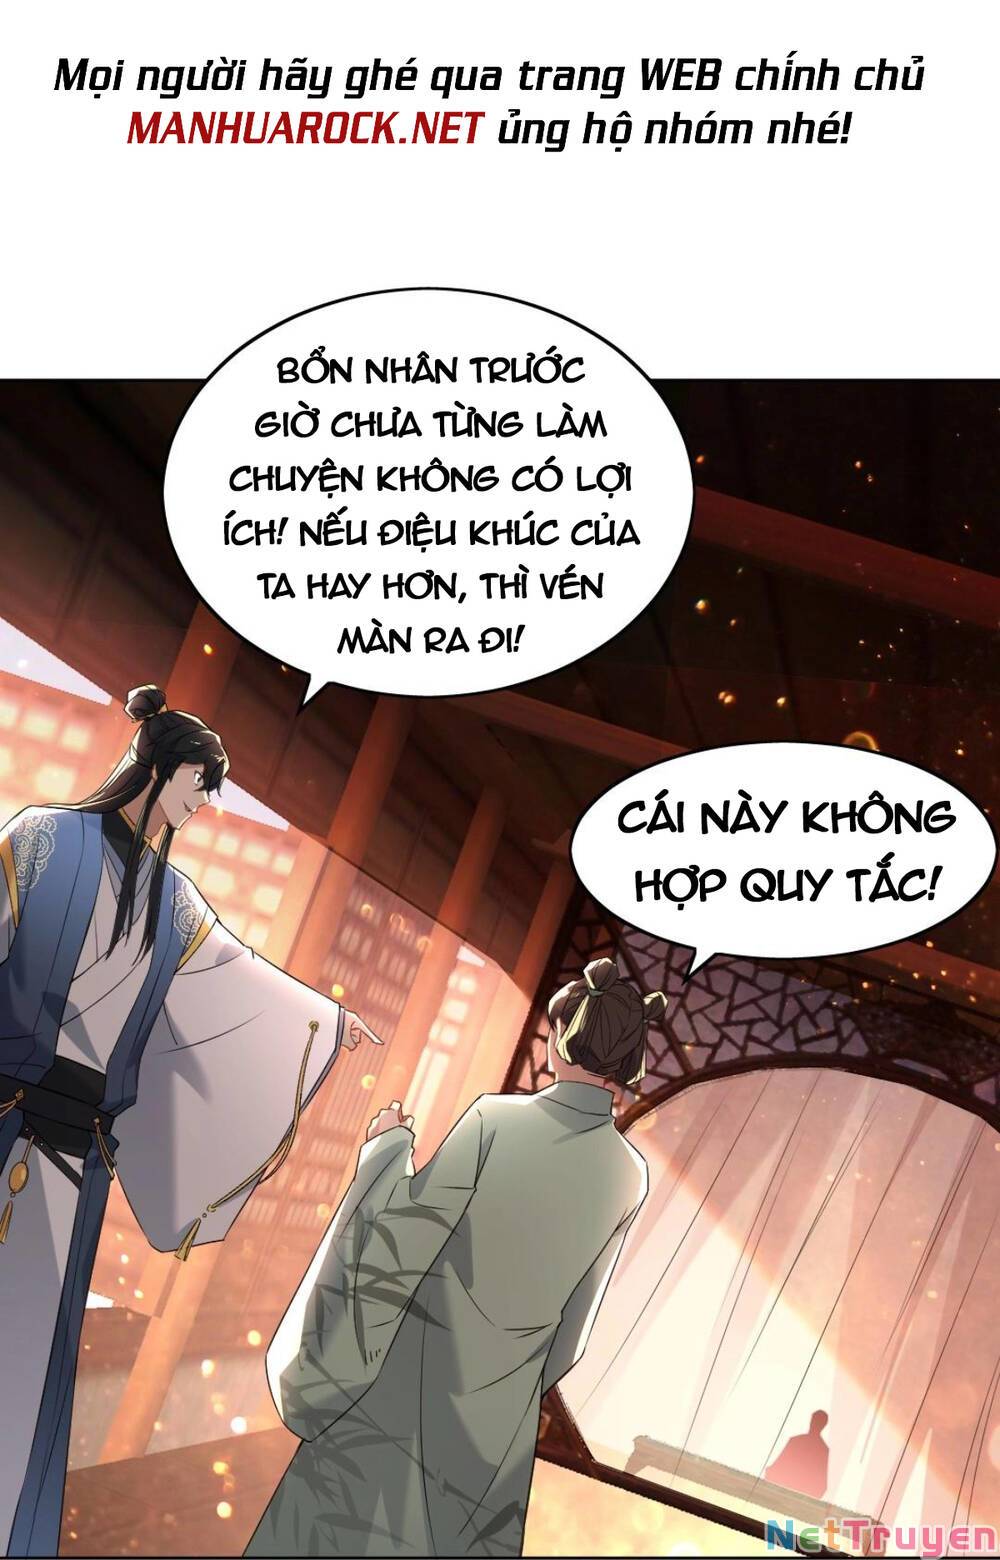 Mọi người hãy ghé qua trang WEB chính chủ
MANHUAROCK.NET ủng hộ nhóm nhé!
BỔN NHÂN TRƯỚC
GIỜ CHƯA TỪNG LÀM
CHUYỆN KHÔNG CÓ LỢI
ÍCH! NẾU ĐIỆU KHÚC CỦA
TA HAY HƠN, THÌ VÉN
MÀN RA ĐI!
CÁI NÀY KHÔNG
HỢP QUY TẮC!
NetTruyen